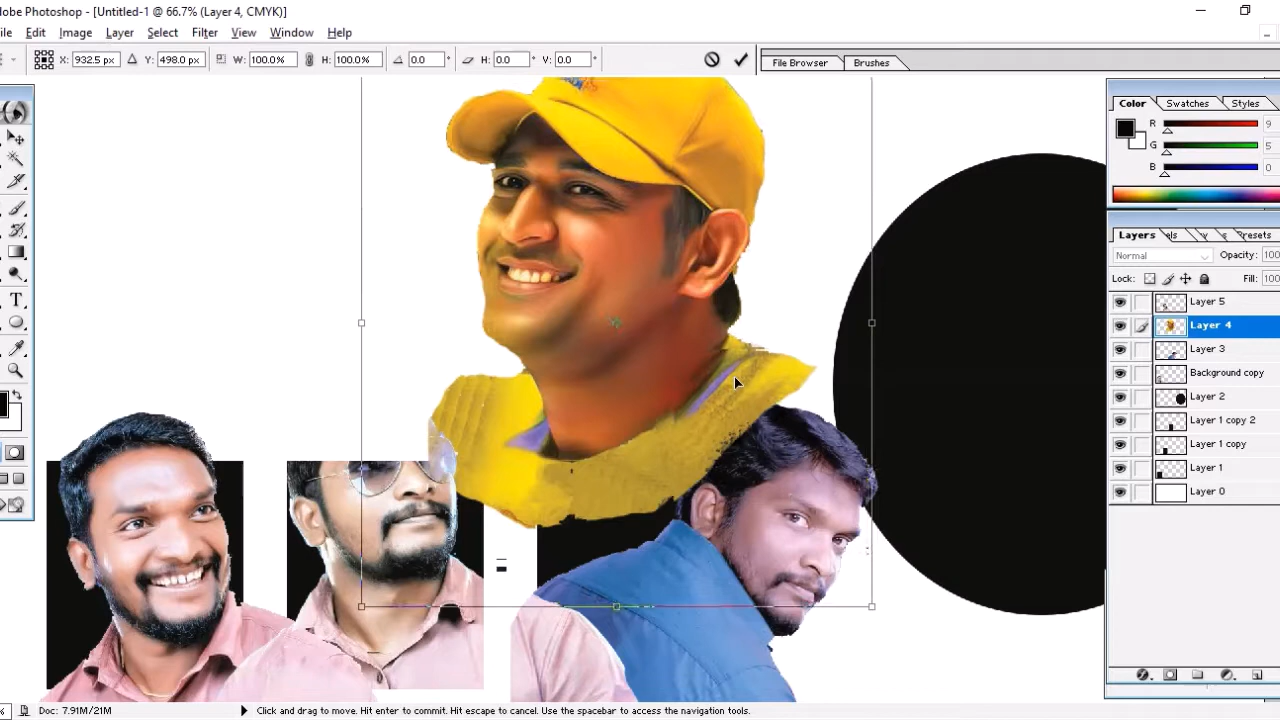 dobe Photoshop - [Untitled-1 @ 66.7% (Layer 4, CMYK)]
ile Edit Image Layer Select Filter View Window Help
X: 932.5 px Y: 498.0 px W: 100.0% H: 100.0% 0.0 ° H: 0.0 ° V: 0.0 °
File Browser Brushes
Color Swatches Styles
R 9
G 5
B 0
Layers els y s Presets
Normal Opacity: 100
Lock: Fill: 100
Layer 5
Layer 4
Layer 3
Background copy
Layer 2
Layer 1 copy 2
Layer 1 copy
Layer 1
Layer 0
% Doc: 7.91M/21M Click and drag to move. Hit enter to commit. Hit escape to cancel. Use the spacebar to access the navigation tools.